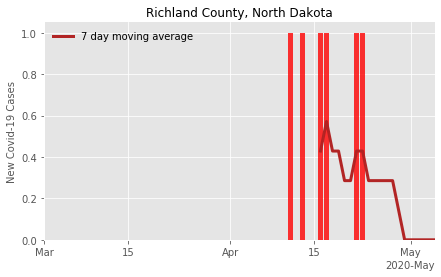 Richland County, North Dakota
7 day moving average
New Covid-19 Cases
1.0
0.8
0.6
0.4
0.2
0.0
Mar 15 Apr 15 May
2020-May